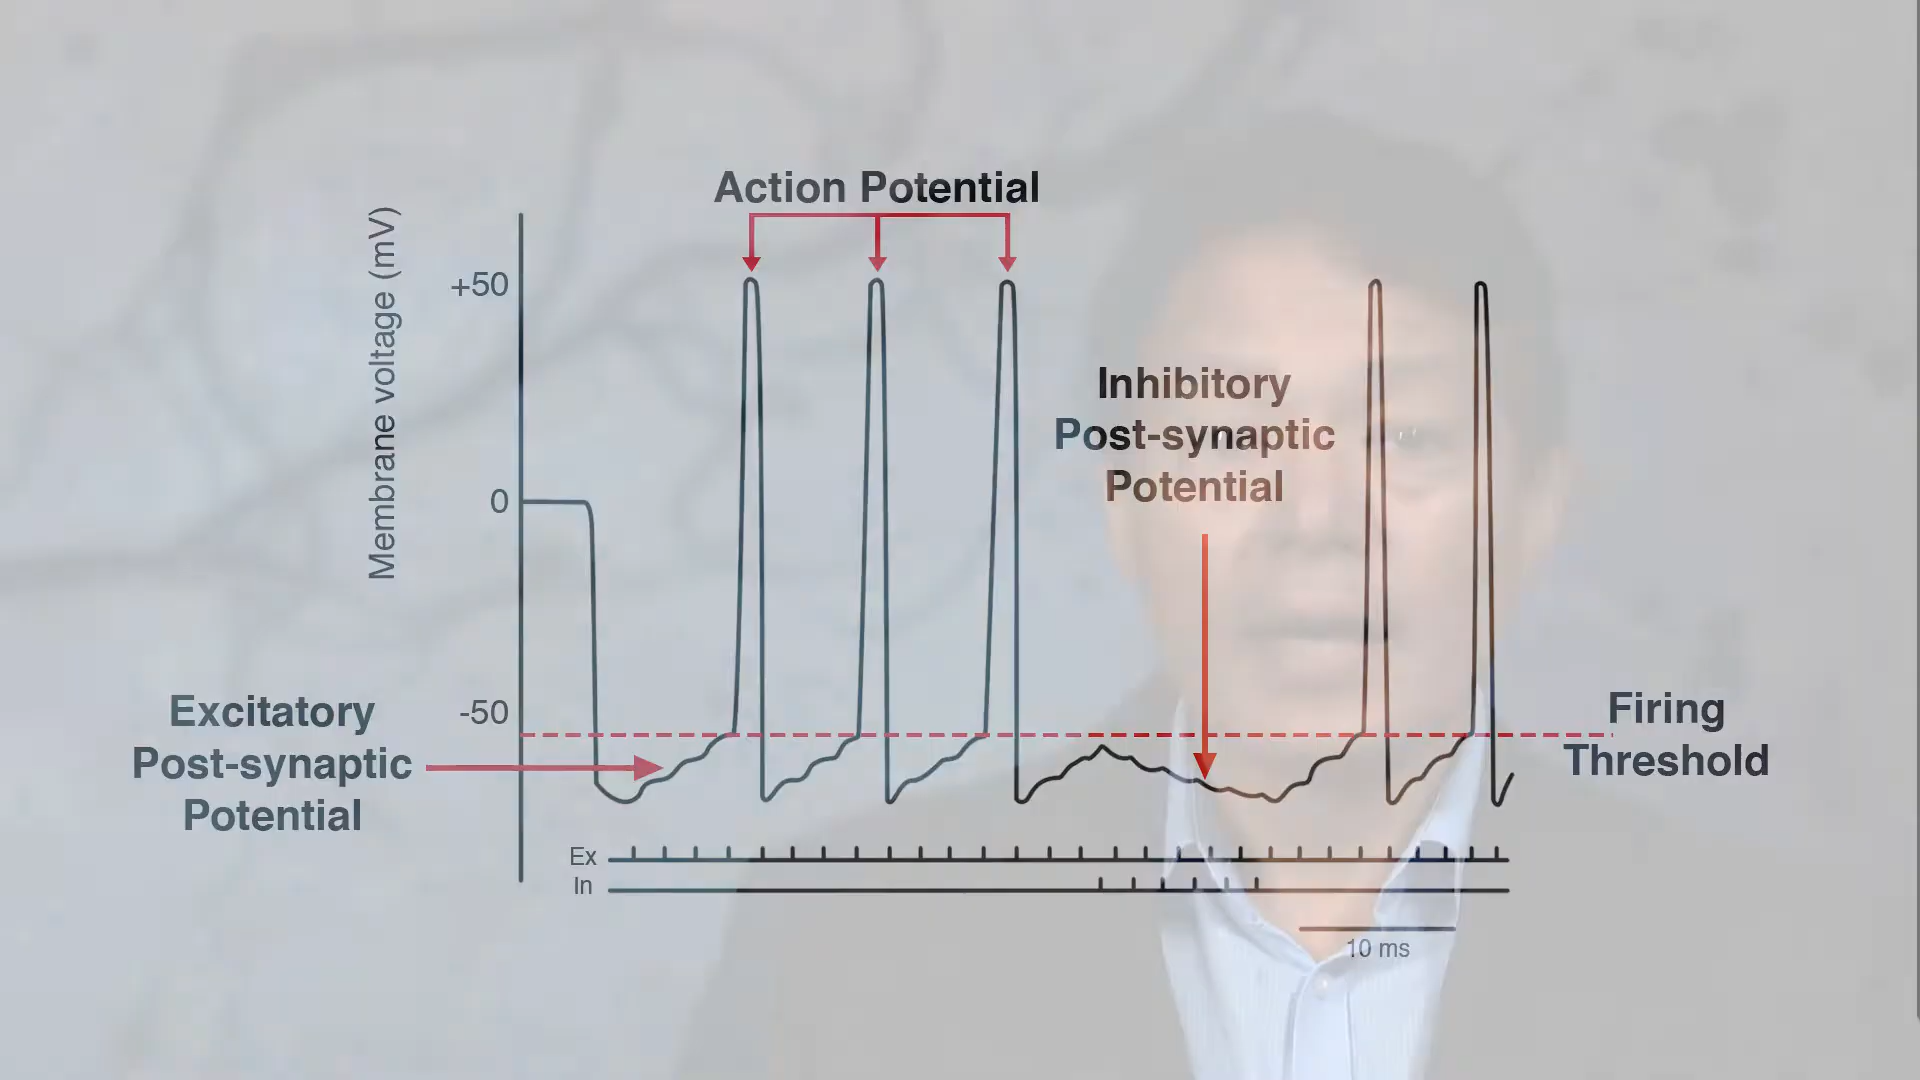 Action Potential
Membrane voltage (mV)
+50
0
-50
Inhibitory
Post-synaptic
Potential
Excitatory
Post-synaptic
Potential
Firing
Threshold
Ex
In
10 ms